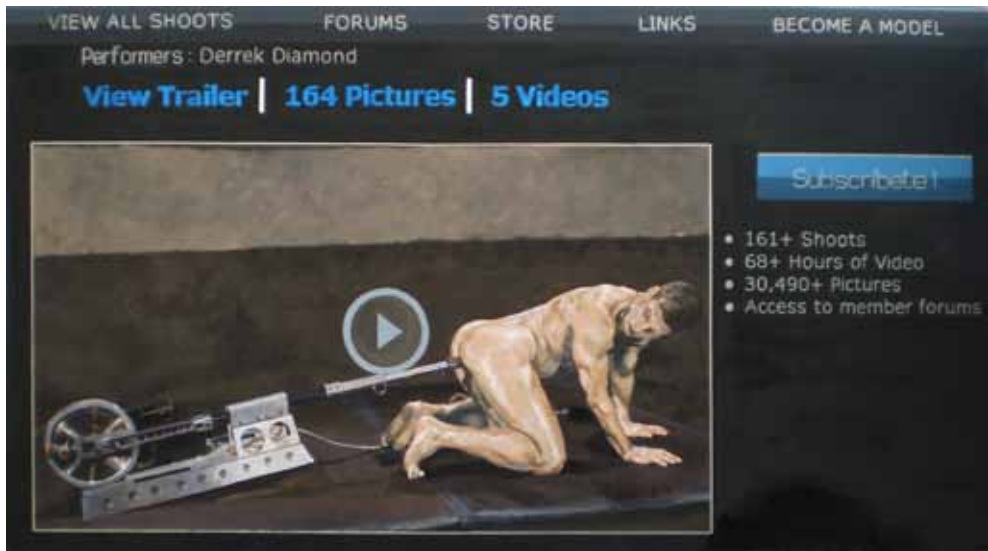 VIEW ALL SHOOTS FORUMS STORE LINKS BECOME A MODEL
Performers : Derrek Diamond
View Trailer | 164 Pictures | 5 Videos
Subscribete!
• 161+ Shoots
• 68+ Hours of Video
• 30,490+ Pictures
• Access to member forums